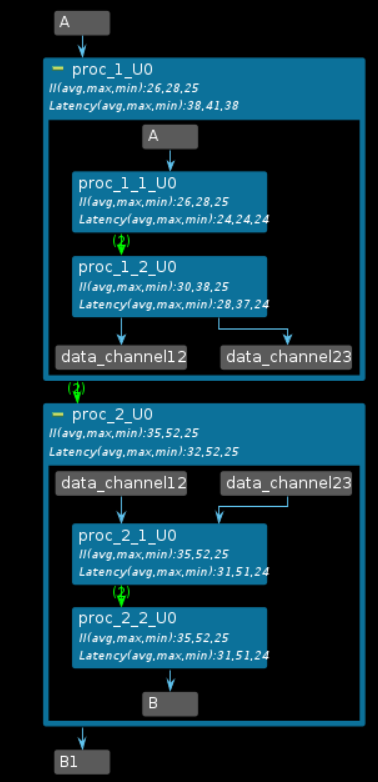 A
proc_1_U0
II(avg,max,min):26,28,25
Latency(avg,max,min):38,41,38
A
proc_1_1_U0
II(avg,max,min):26,28,25
Latency(avg,max,min):24,24,24
(2)
proc_1_2_U0
II(avg,max,min):30,38,25
Latency(avg,max,min):28,37,24
data_channel12 data_channel23
(2)
proc_2_U0
II(avg,max,min):35,52,25
Latency(avg,max,min):32,52,25
data_channel12 data_channel23
proc_2_1_U0
II(avg,max,min):35,52,25
Latency(avg,max,min):31,51,24
(2)
proc_2_2_U0
II(avg,max,min):35,52,25
Latency(avg,max,min):31,51,24
B
B1